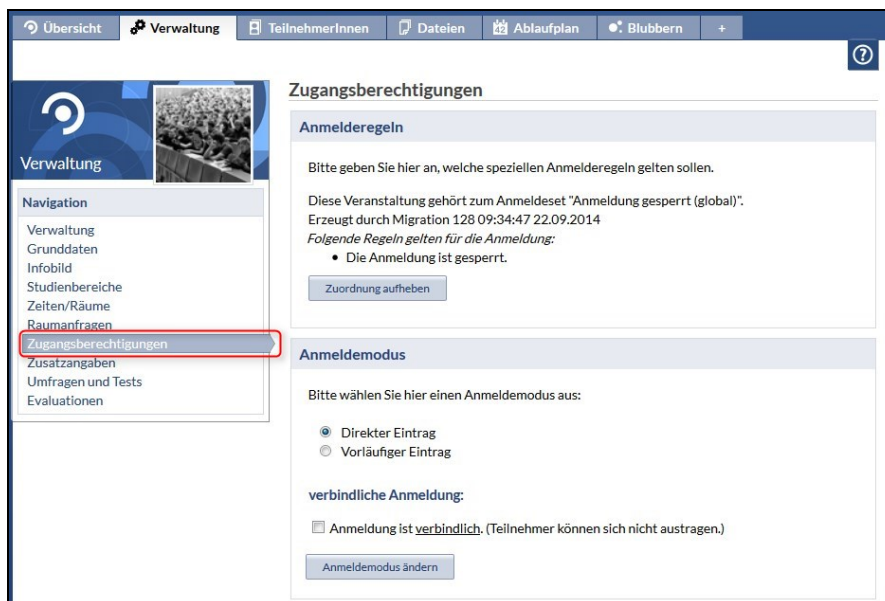 Übersicht Verwaltung TeilnehmerInnen Dateien 42 Ablaufplan Blubbern +
?
Verwaltung
Navigation
Verwaltung
Grunddaten
Infobild
Studienbereiche
Zeiten/Räume
Raumanfragen
Zugangsberechtigungen
Zusatzangaben
Umfragen und Tests
Evaluationen
Zugangsberechtigungen
Anmelderegeln
Bitte geben Sie hier an, welche speziellen Anmelderegeln gelten sollen.
Diese Veranstaltung gehört zum Anmeldeset "Anmeldung gesperrt (global)".
Erzeugt durch Migration 128 09:34:47 22.09.2014
Folgende Regeln gelten für die Anmeldung:
• Die Anmeldung ist gesperrt.
Zuordnung aufheben
Anmeldemodus
Bitte wählen Sie hier einen Anmeldemodus aus:
Direkter Eintrag
Vorläufiger Eintrag
verbindliche Anmeldung:
Anmeldung ist verbindlich. (Teilnehmer können sich nicht austragen.)
Anmeldemodus ändern